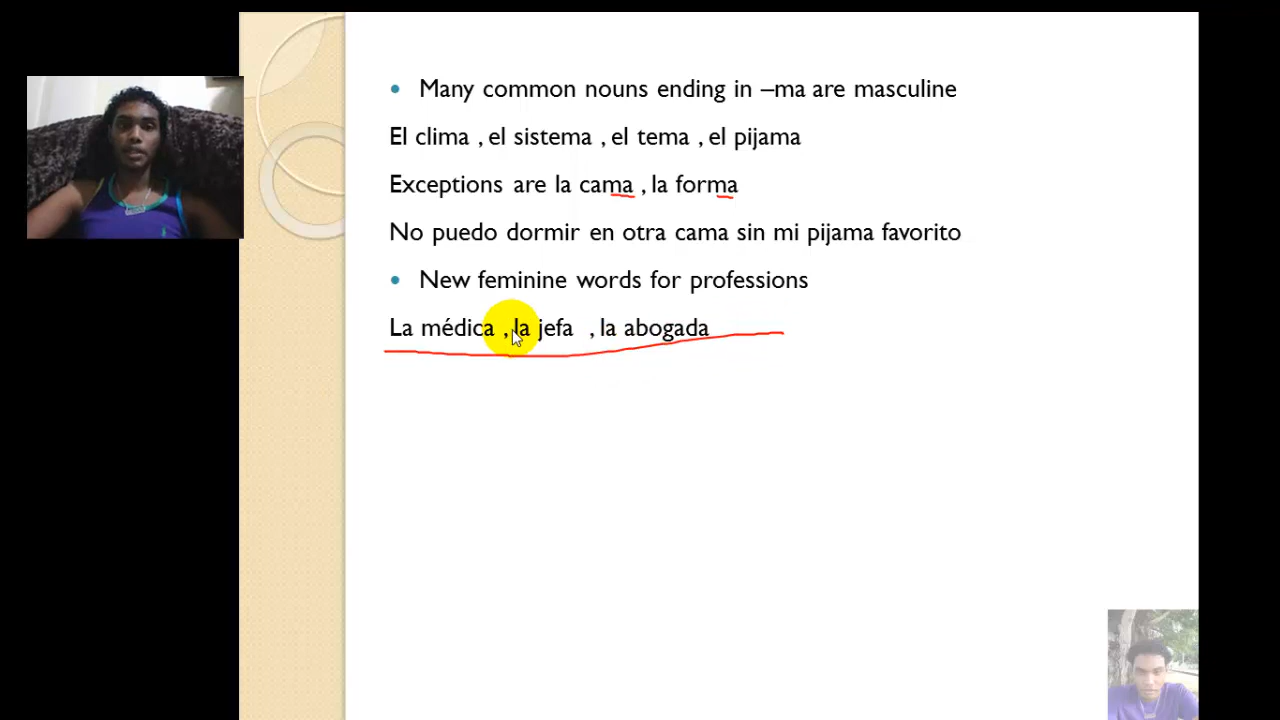 Many common nouns ending in –ma are masculine
El clima , el sistema , el tema , el pijama
Exceptions are la cama , la forma
No puedo dormir en otra cama sin mi pijama favorito
New feminine words for professions
La médica , la jefa , la abogada